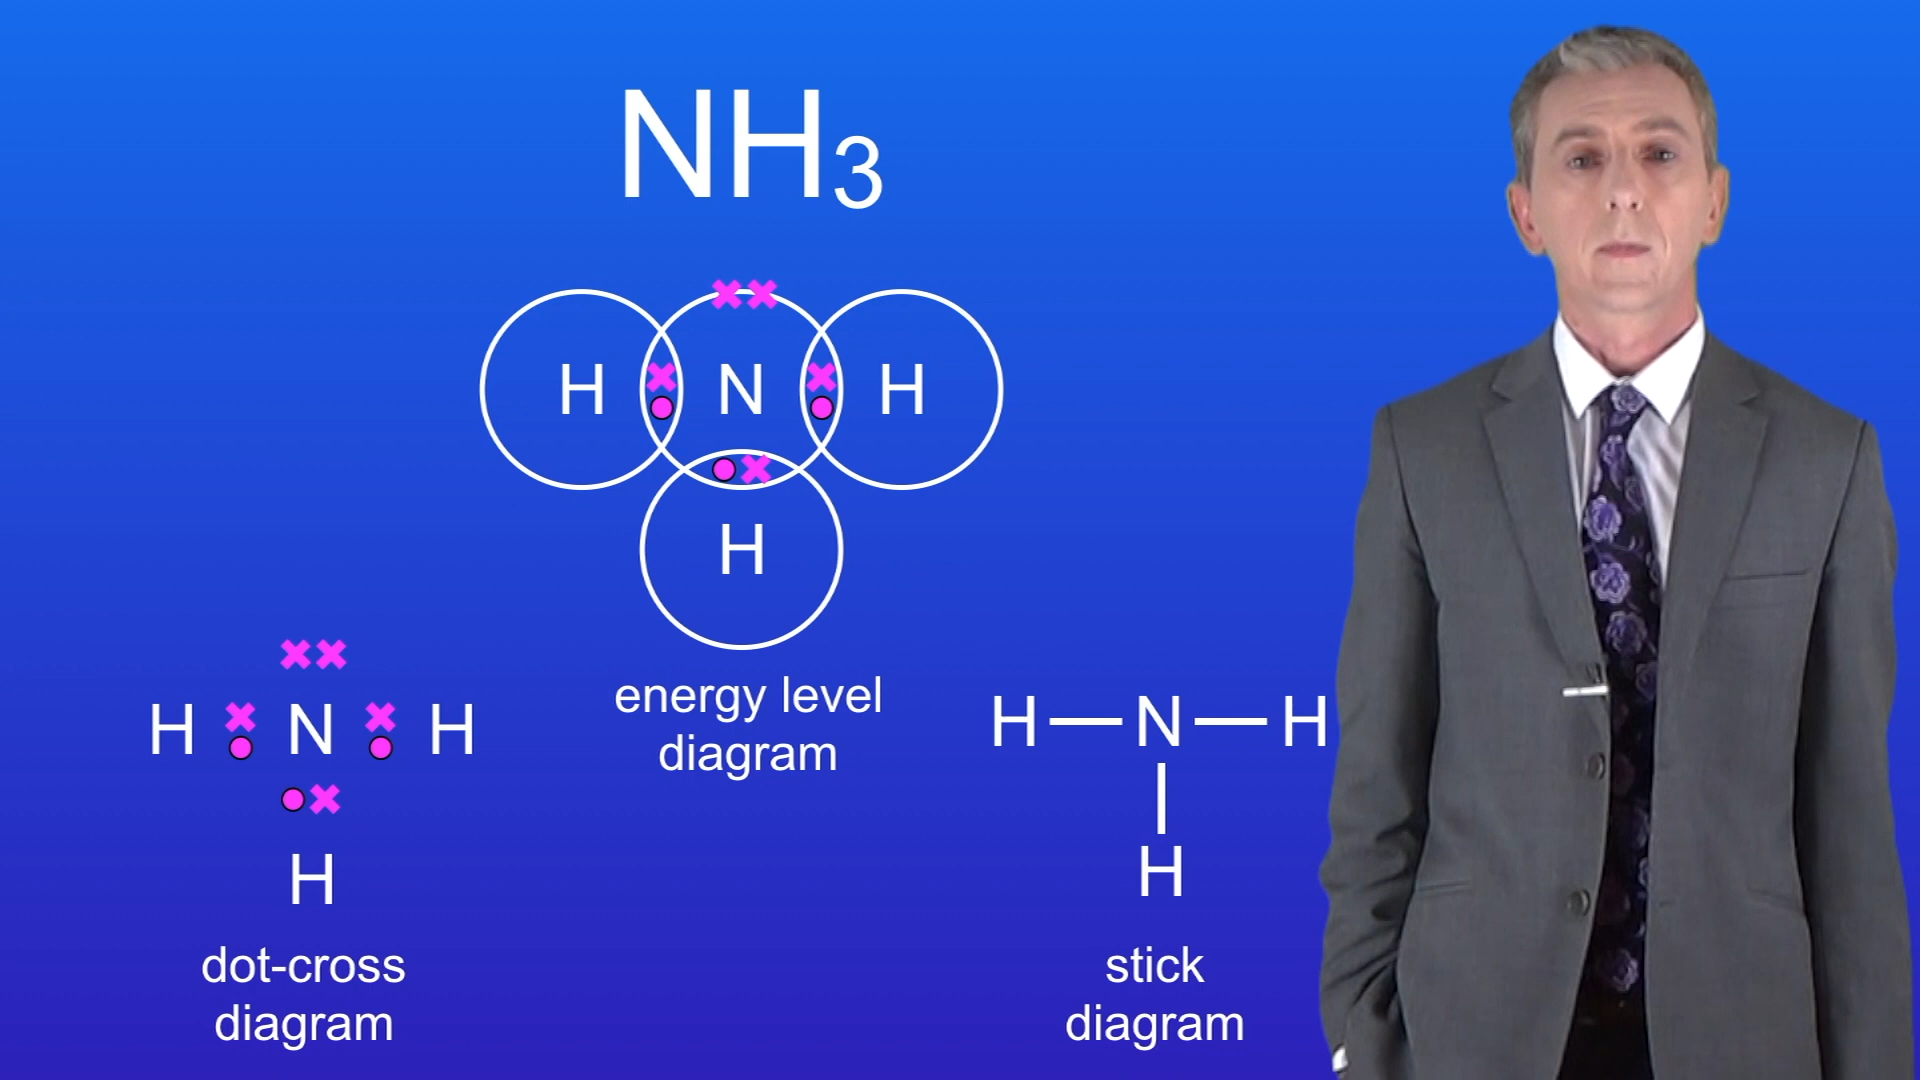 NH₃
H N H
H
energy level
diagram
H N H
H
dot-cross
diagram
H—N—H
H
stick
diagram